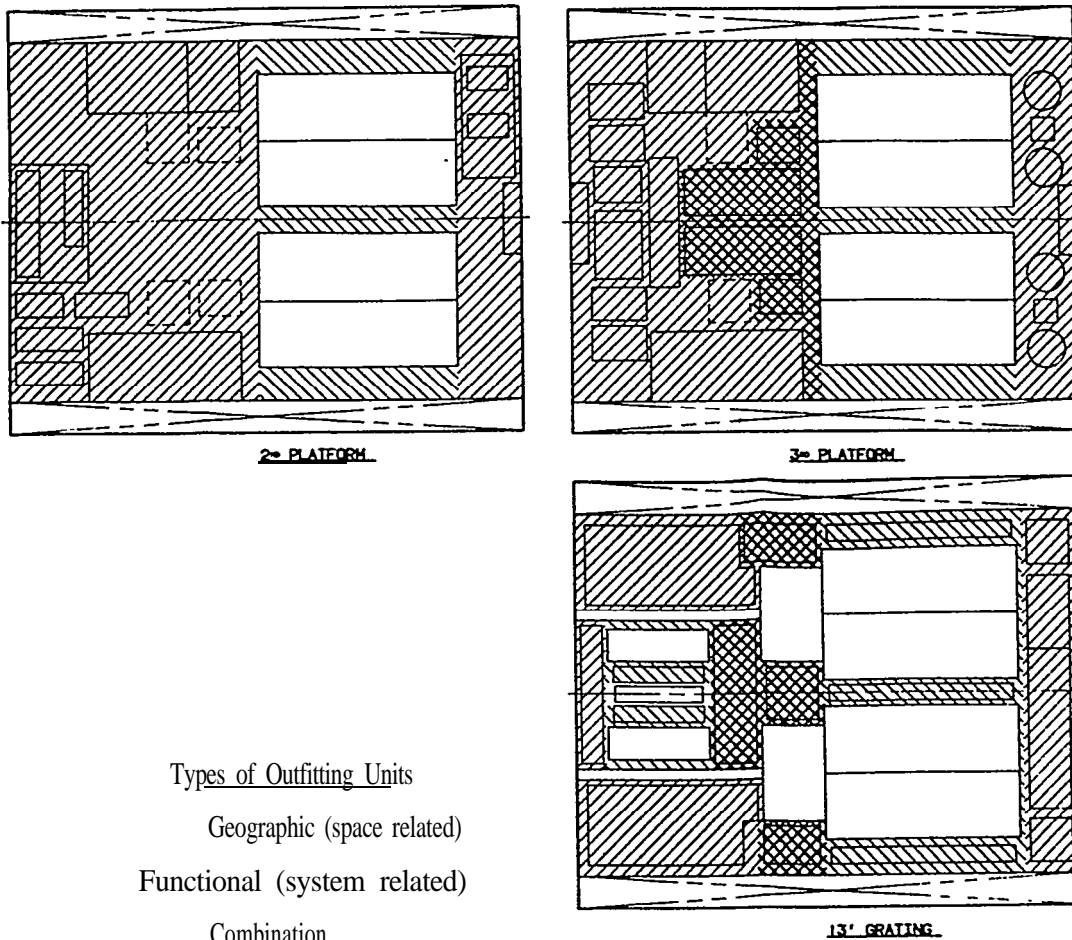 2ⁿᵈ PLATFORM
3ʳᵈ PLATFORM
Types of Outfitting Units
Geographic (space related)
Functional (system related)
Combination
13' GRATING